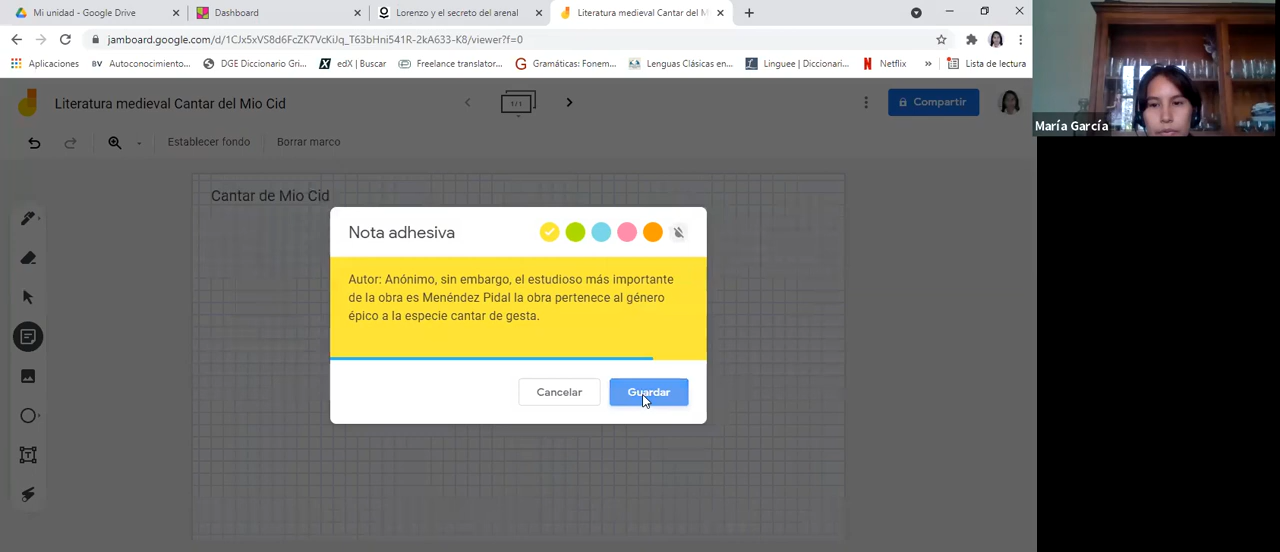 Mi unidad - Google Drive
Dashboard
Lorenzo y el secreto del arenal
Literatura medieval Cantar del M
jamboard.google.com/d/1CJx5xVS8d6FcZK7VcKiJq_T63bHni541R-2kA633-K8/viewer?f=0
Aplicaciones
BV Autoconocimiento...
DGE Diccionario Gri...
edX | Buscar
Freelance translator...
G Gramáticas: Fonem...
Lenguas Clásicas en...
Linguee | Diccionari...
N Netflix
»
Lista de lectura
Literatura medieval Cantar del Mio Cid
1/1
Compartir
Establecer fondo
Borrar marco
María García
Cantar de Mio Cid
Nota adhesiva
Autor: Anónimo, sin embargo, el estudioso más importante
de la obra es Menéndez Pidal la obra pertenece al género
épico a la especie cantar de gesta.
Cancelar
Guardar